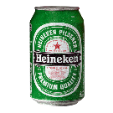 HEINEKEN PILSENER
Heineken
PREMIUM QUALITY